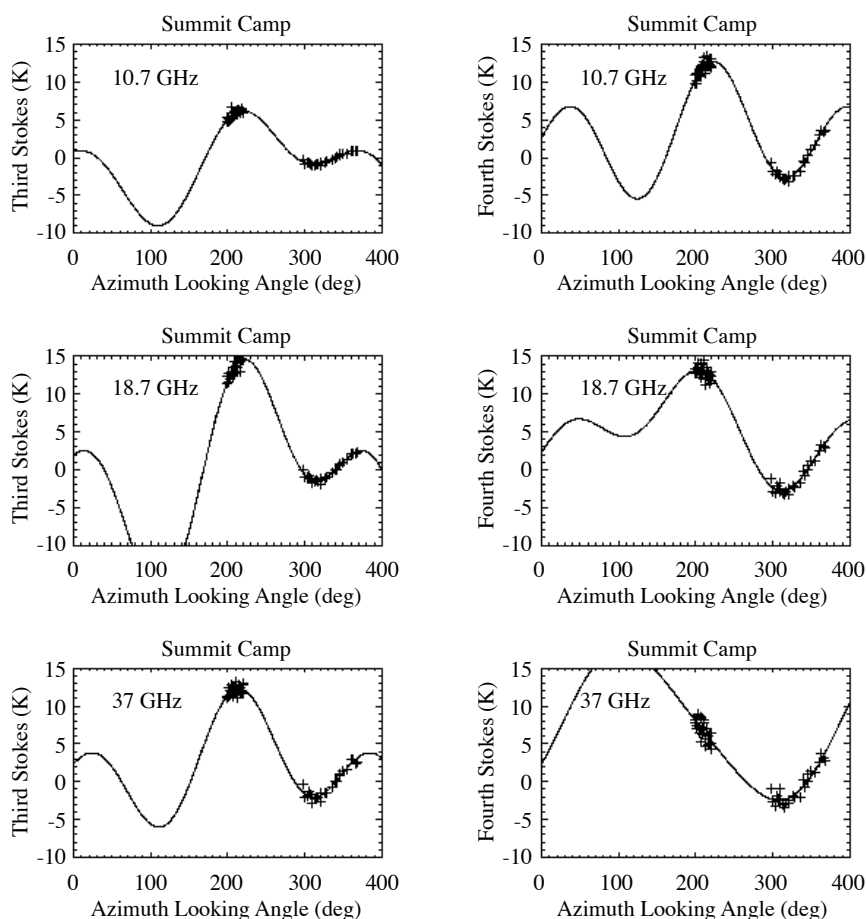 Summit Camp
15
10
5
0
-5
-10
Third Stokes (K)
10.7 GHz
0 100 200 300 400
Azimuth Looking Angle (deg)
Summit Camp
15
10
5
0
-5
-10
Fourth Stokes (K)
10.7 GHz
0 100 200 300 400
Azimuth Looking Angle (deg)
Summit Camp
15
10
5
0
-5
-10
Third Stokes (K)
18.7 GHz
0 100 200 300 400
Azimuth Looking Angle (deg)
Summit Camp
15
10
5
0
-5
-10
Fourth Stokes (K)
18.7 GHz
0 100 200 300 400
Azimuth Looking Angle (deg)
Summit Camp
15
10
5
0
-5
-10
Third Stokes (K)
37 GHz
0 100 200 300 400
Azimuth Looking Angle (deg)
Summit Camp
15
10
5
0
-5
-10
Fourth Stokes (K)
37 GHz
0 100 200 300 400
Azimuth Looking Angle (deg)